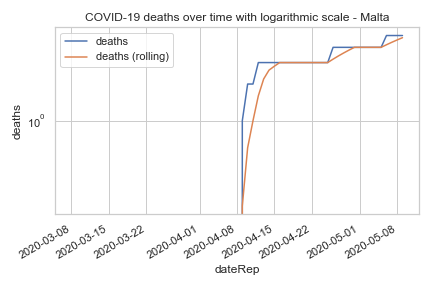 COVID-19 deaths over time with logarithmic scale - Malta
deaths
deaths (rolling)
deaths
10⁰
2020-03-08
2020-03-15
2020-03-22
2020-04-01
2020-04-08
2020-04-15
2020-04-22
2020-05-01
2020-05-08
dateRep